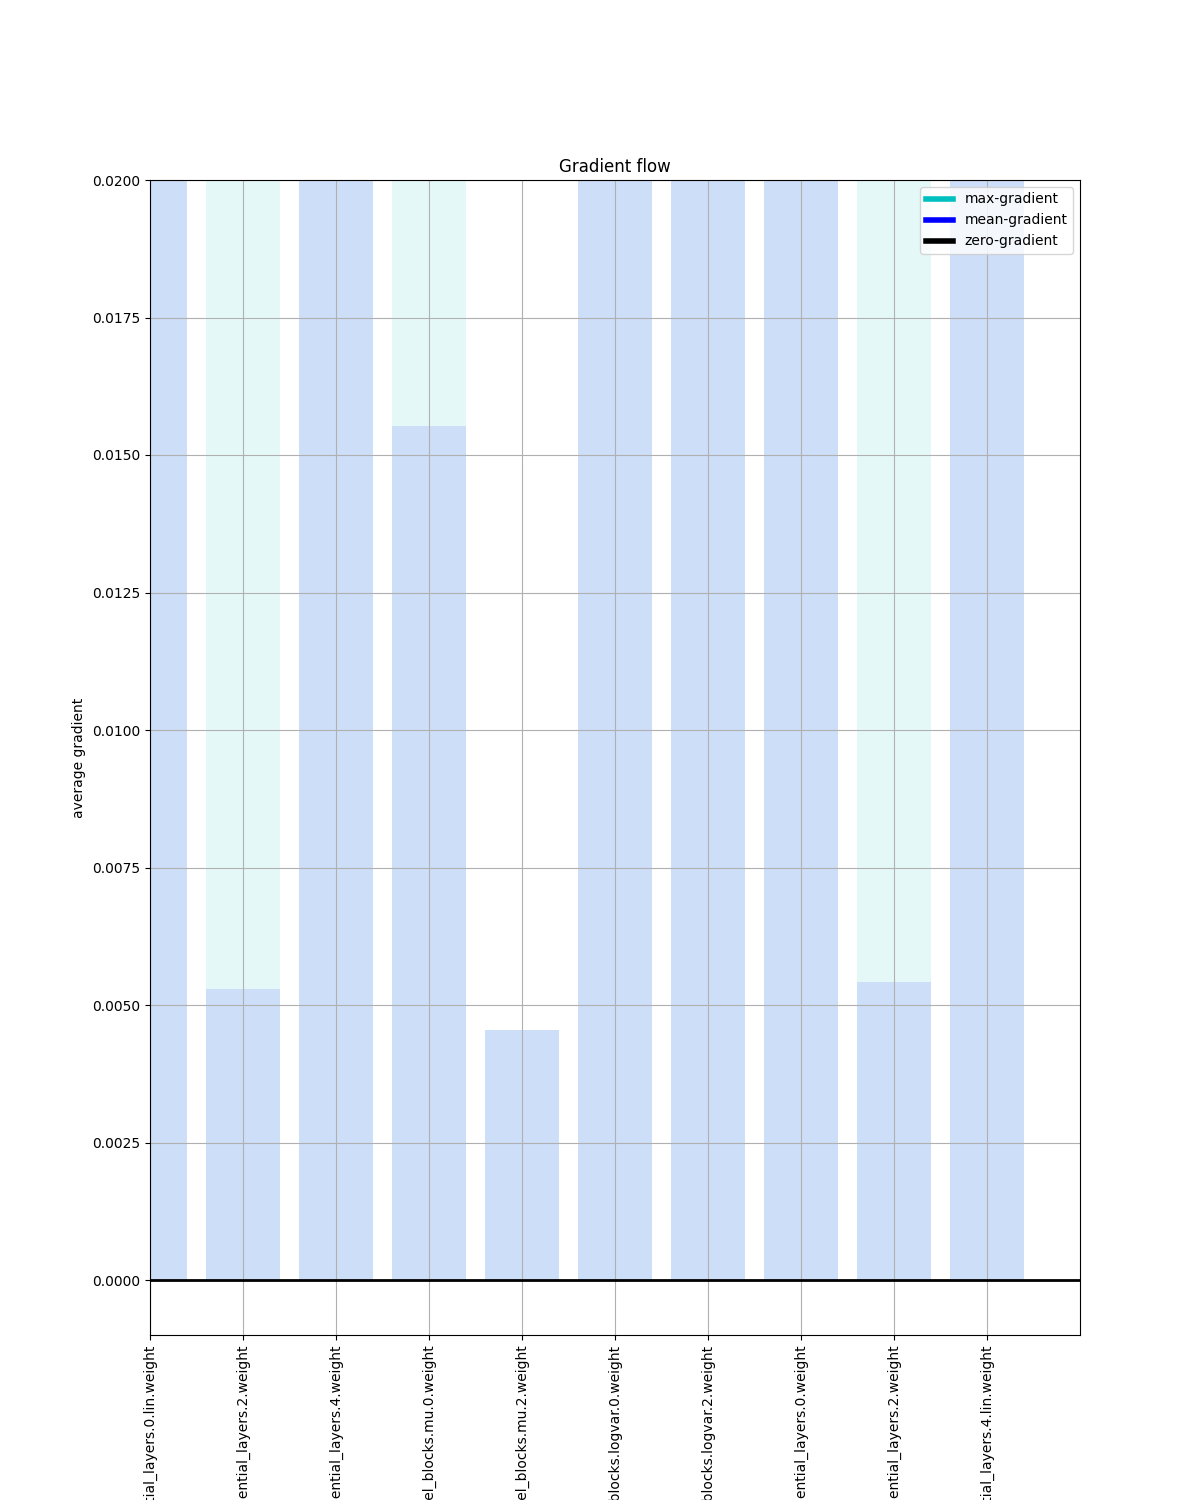 Gradient flow
max-gradient
mean-gradient
zero-gradient
average gradient
0.0200
0.0175
0.0150
0.0125
0.0100
0.0075
0.0050
0.0025
0.0000
tial_layers.0.lin.weight
ential_layers.2.weight
ential_layers.4.weight
el_blocks.mu.0.weight
el_blocks.mu.2.weight
blocks.logvar.0.weight
blocks.logvar.2.weight
ential_layers.0.weight
ential_layers.2.weight
tial_layers.4.lin.weight